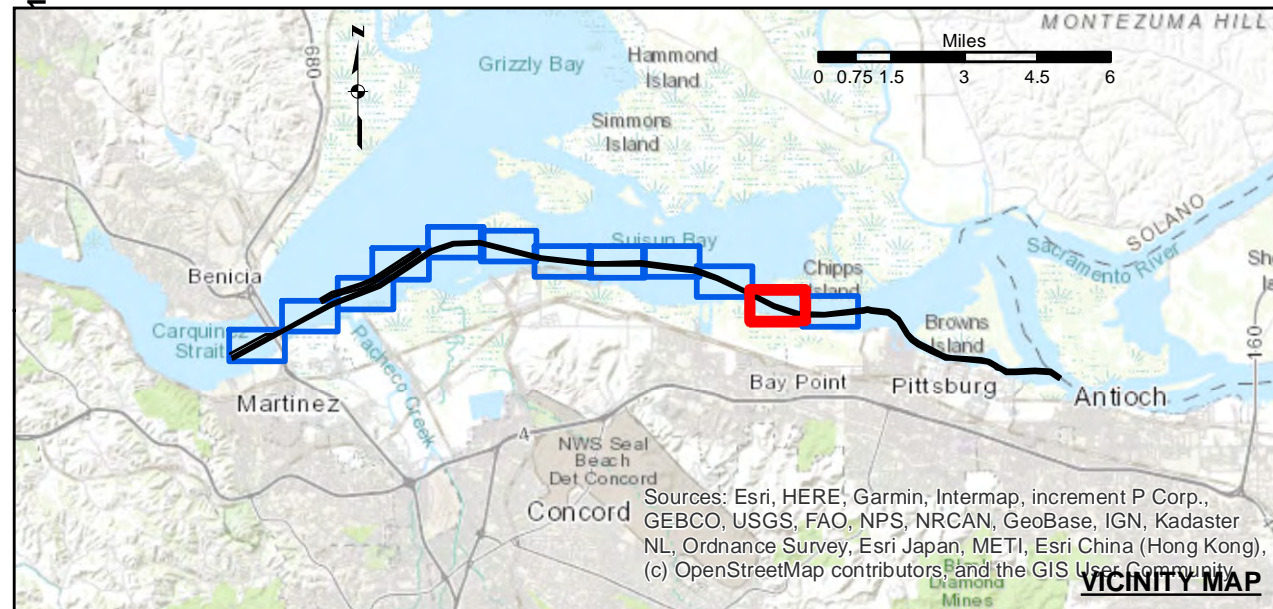 1
MONTEZUMA HILL
680
N
Grizzly Bay
Hammond
Island
Miles
0 0.75 1.5 3 4.5 6
Simmons
Island
SOLANO
Sacramento River
Suisun Bay
Benicia
Chipps
Island
Sh
Is
Carquinez
Strait
Pacheco Creek
Browns
Island
160
Martinez
Bay Point
Pittsburg
Antioch
4
NWS Seal
Beach
Det Concord
Concord
Sources: Esri, HERE, Garmin, Intermap, increment P Corp.,
GEBCO, USGS, FAO, NPS, NRCAN, GeoBase, IGN, Kadaster
NL, Ordnance Survey, Esri Japan, METI, Esri China (Hong Kong),
(c) OpenStreetMap contributors, and the GIS User Community
Diamond
Mines
VICINITY MAP